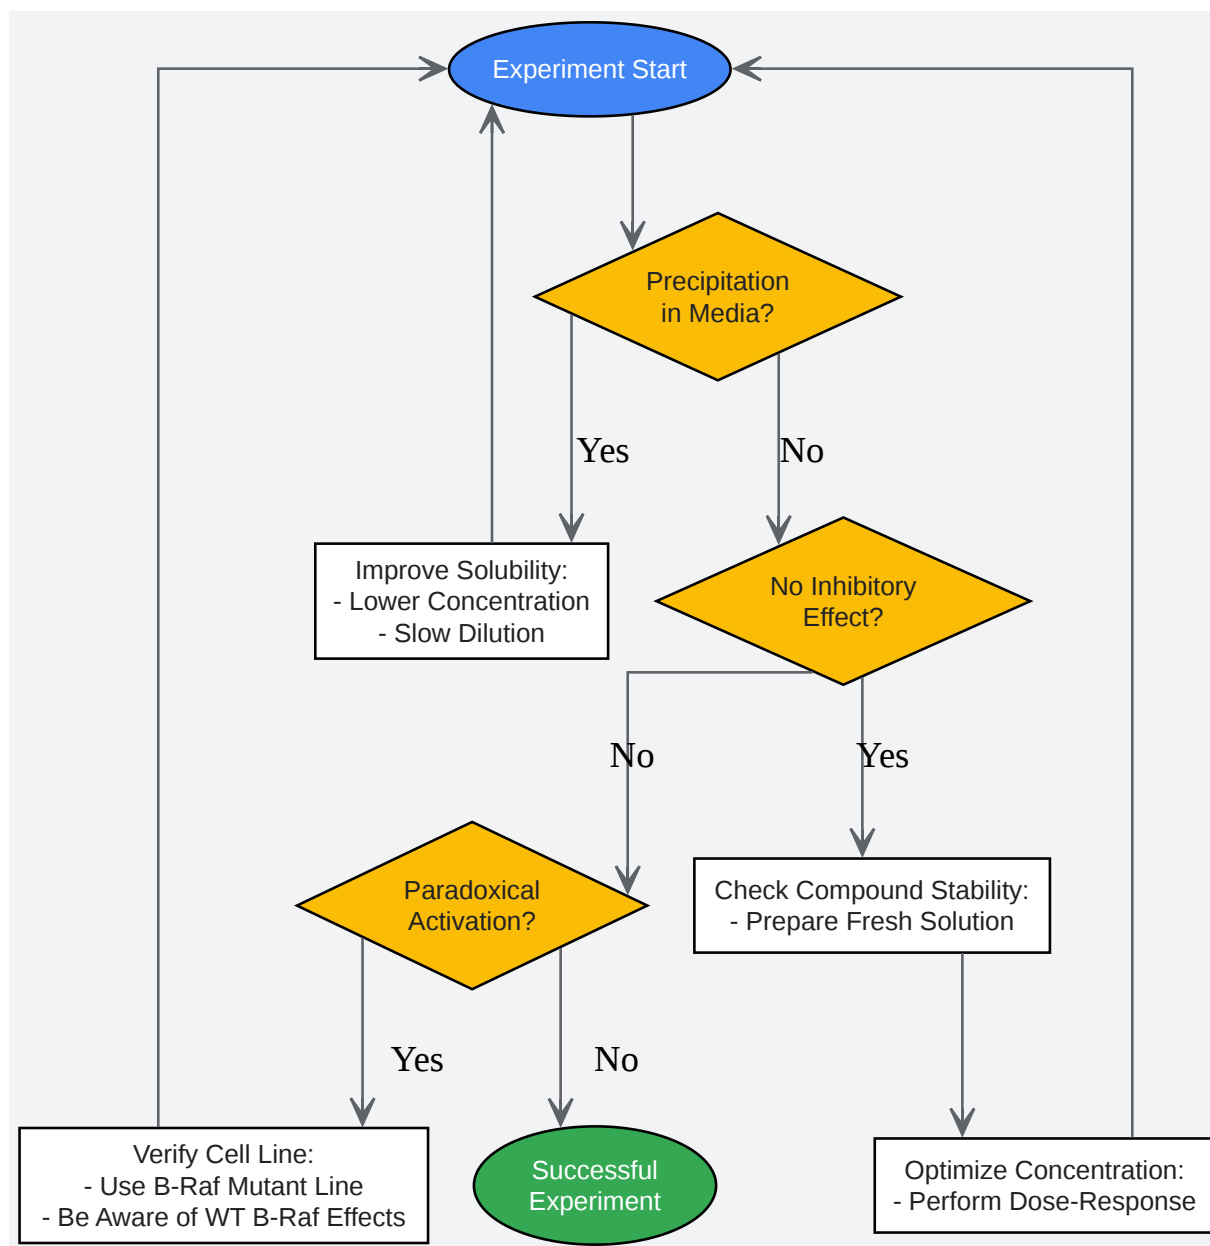 Experiment Start
Precipitation
in Media?
Yes
No
Improve Solubility:
- Lower Concentration
- Slow Dilution
No Inhibitory
Effect?
No
Yes
Paradoxical
Activation?
Check Compound Stability:
- Prepare Fresh Solution
Yes
No
Verify Cell Line:
- Use B-Raf Mutant Line
- Be Aware of WT B-Raf Effects
Successful
Experiment
Optimize Concentration:
- Perform Dose-Response